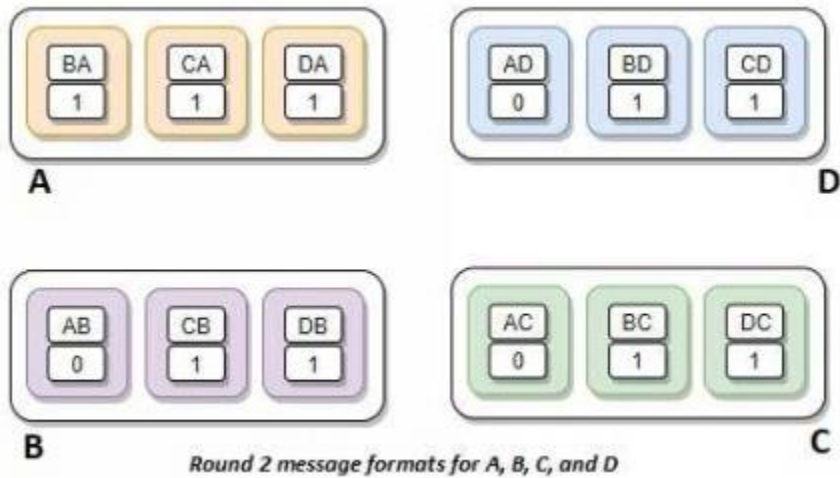 BA CA DA
1 1 1
A
AD BD CD
0 1 1
D
AB CB DB
0 1 1
B
AC BC DC
0 1 1
C
Round 2 message formats for A, B, C, and D